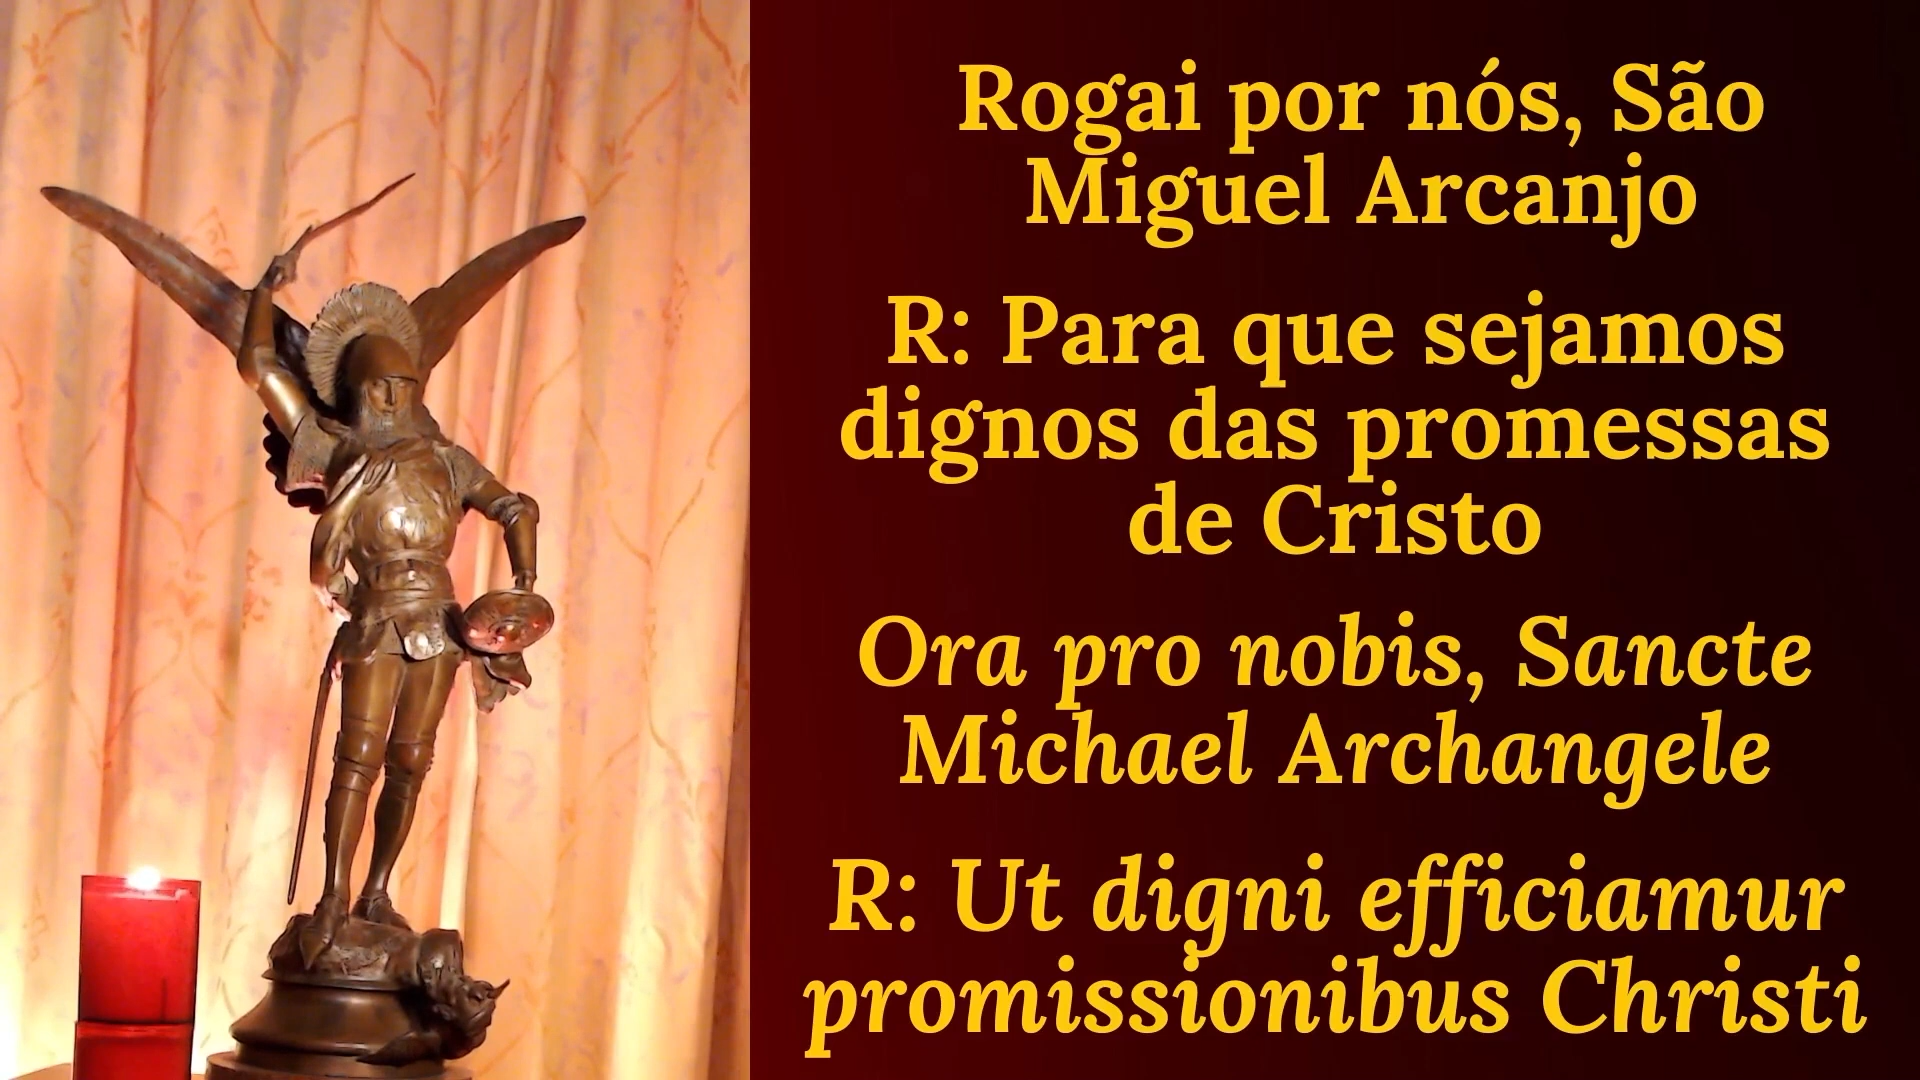 Rogai por nós, São
Miguel Arcanjo
R: Para que sejamos
dignos das promessas
de Cristo
Ora pro nobis, Sancte
Michael Archangele
R: Ut digni efficiamur
promissionibus Christi